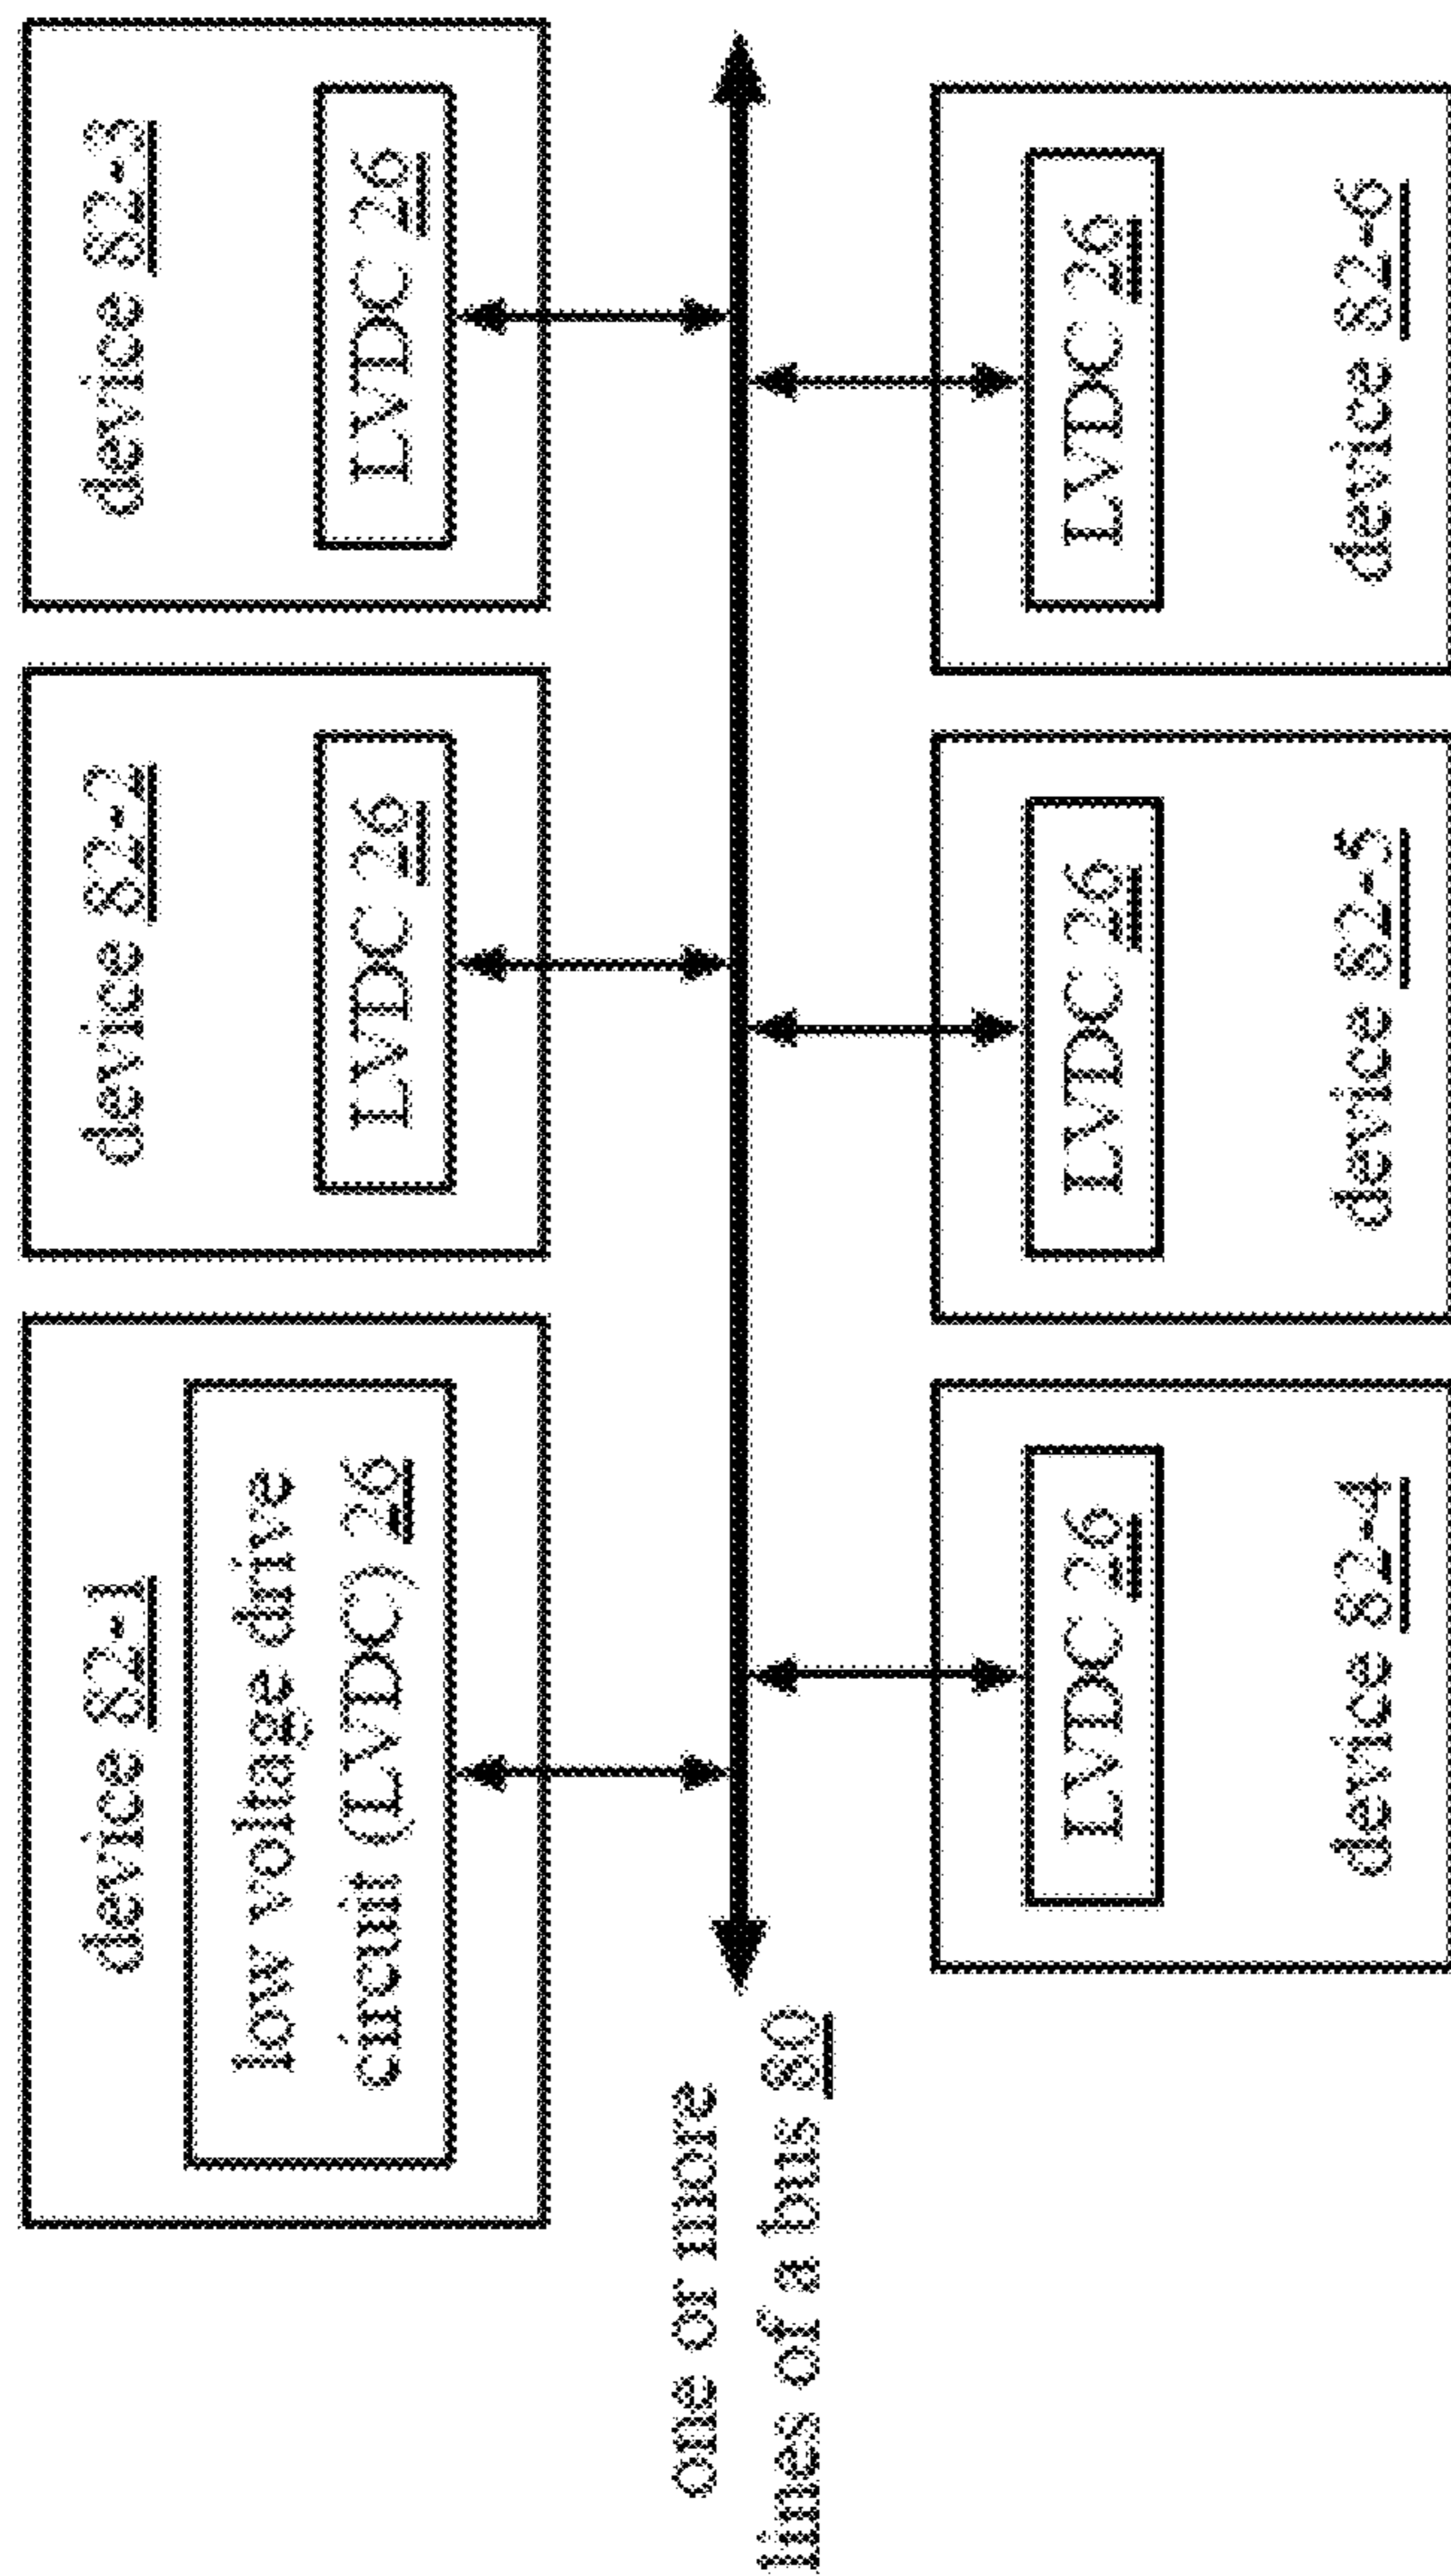 device 82-1
low voltage drive
circuit (LVDC) 26
device 82-2
LVDC 26
device 82-3
LVDC 26
one or more
lines of a bus 80
LVDC 26
device 82-4
LVDC 26
device 82-5
LVDC 26
device 82-6